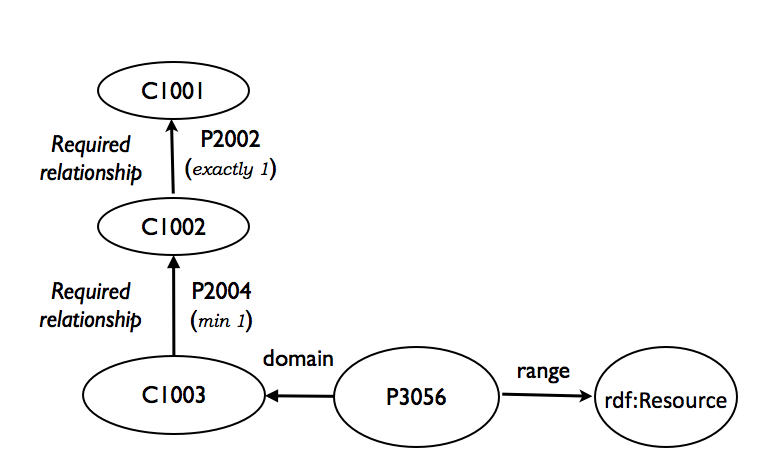 C1001
Required
relationship
P2002
(exactly 1)
C1002
Required
relationship
P2004
(min 1)
C1003
domain
P3056
range
rdf:Resource